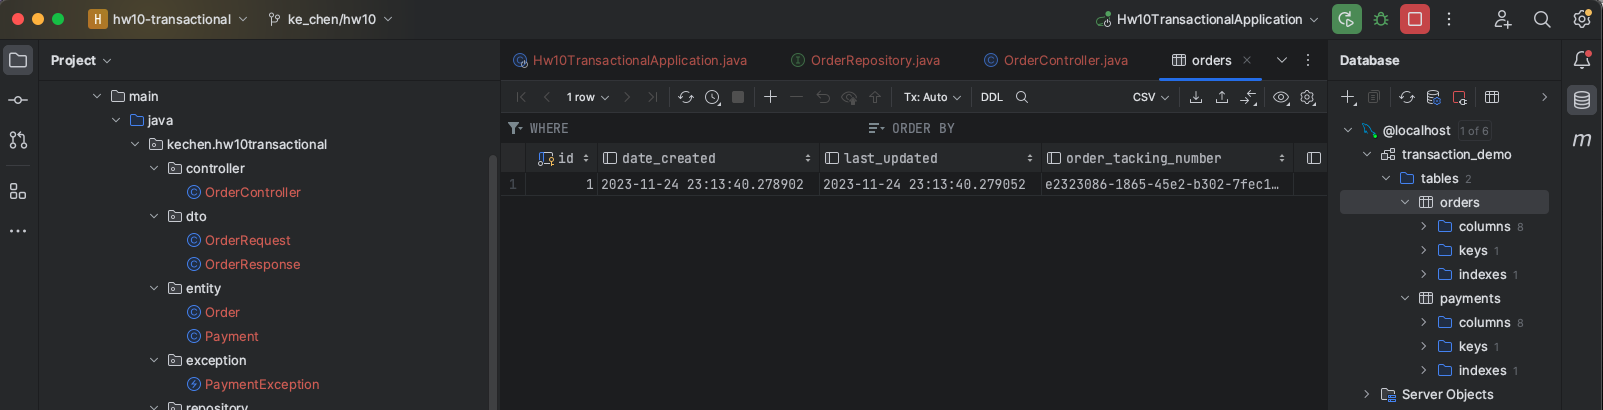 H hw10-transactional ke_chen/hw10 Hw10TransactionalApplication
Project
main
java
kechen.hw10transactional
controller
OrderController
dto
OrderRequest
OrderResponse
entity
Order
Payment
exception
PaymentException
repository
Hw10TransactionalApplication.java OrderRepository.java OrderController.java orders
1 row Tx: Auto DDL CSV
WHERE ORDER BY
id date_created last_updated order_tacking_number
1 1 2023-11-24 23:13:40.278902 2023-11-24 23:13:40.279052 e2323086-1865-45e2-b302-7fec1…
Database
@localhost 1 of 6
transaction_demo
tables 2
orders
columns 8
keys 1
indexes 1
payments
columns 8
keys 1
indexes 1
Server Objects
m